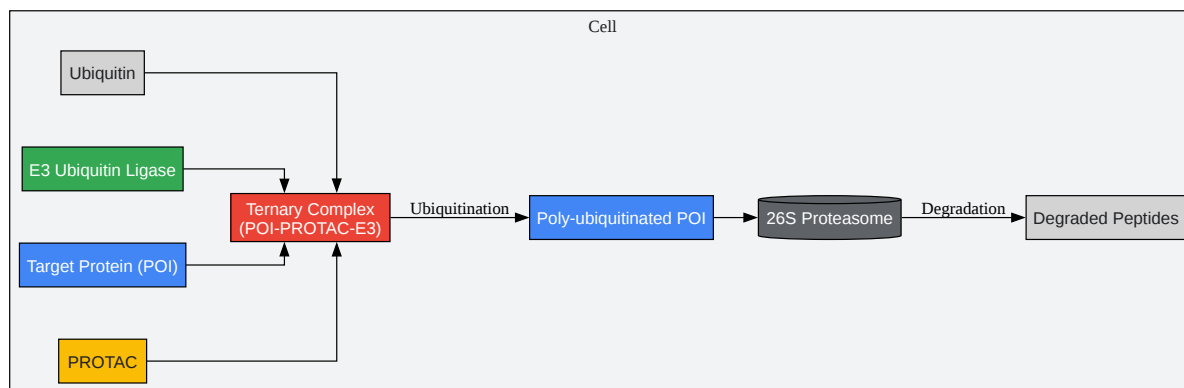 Cell
Ubiquitin
E3 Ubiquitin Ligase
Target Protein (POI)
PROTAC
Ternary Complex
(POI-PROTAC-E3)
Ubiquitination
Poly-ubiquitinated POI
26S Proteasome
Degradation
Degraded Peptides